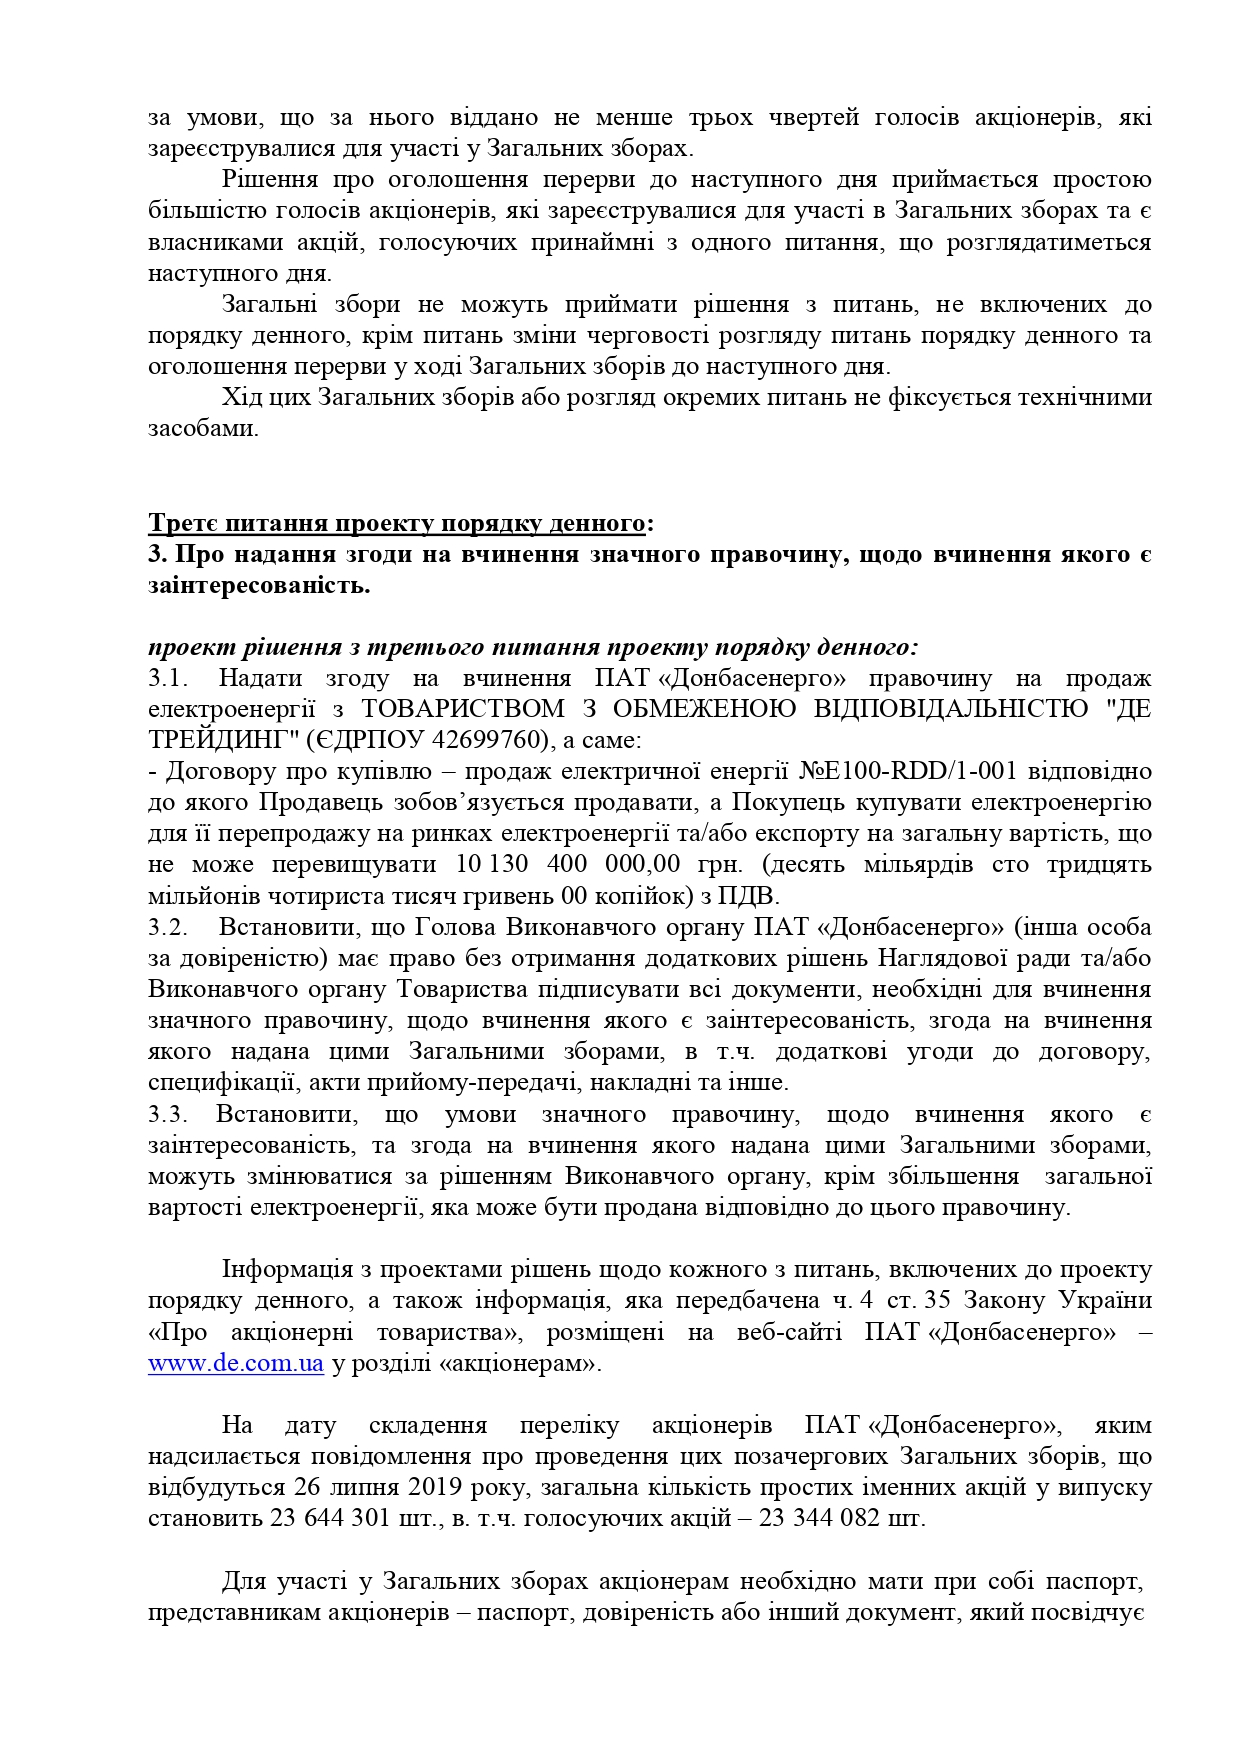 за умови, що за нього віддано не менше трьох чвертей голосів акціонерів, які
зареєструвалися для участі у Загальних зборах.
Рішення про оголошення перерви до наступного дня приймається простою
більшістю голосів акціонерів, які зареєструвалися для участі в Загальних зборах та є
власниками акцій, голосуючих принаймні з одного питання, що розглядатиметься
наступного дня.
Загальні збори не можуть приймати рішення з питань, не включених до
порядку денного, крім питань зміни черговості розгляду питань порядку денного та
оголошення перерви у ході Загальних зборів до наступного дня.
Хід цих Загальних зборів або розгляд окремих питань не фіксується технічними
засобами.
Третє питання проекту порядку денного:
3. Про надання згоди на вчинення значного правочину, щодо вчинення якого є
заінтересованість.
проект рішення з третього питання проекту порядку денного:
3.1. Надати згоду на вчинення ПАТ «Донбасенерго» правочину на продаж
електроенергії з ТОВАРИСТВОМ З ОБМЕЖЕНОЮ ВІДПОВІДАЛЬНІСТЮ "ДЕ
ТРЕЙДИНГ" (ЄДРПОУ 42699760), а саме:
- Договору про купівлю – продаж електричної енергії №E100-RDD/1-001 відповідно
до якого Продавець зобов’язується продавати, а Покупець купувати електроенергію
для її перепродажу на ринках електроенергії та/або експорту на загальну вартість, що
не може перевищувати 10 130 400 000,00 грн. (десять мільярдів сто тридцять
мільйонів чотириста тисяч гривень 00 копійок) з ПДВ.
3.2. Встановити, що Голова Виконавчого органу ПАТ «Донбасенерго» (інша особа
за довіреністю) має право без отримання додаткових рішень Наглядової ради та/або
Виконавчого органу Товариства підписувати всі документи, необхідні для вчинення
значного правочину, щодо вчинення якого є заінтересованість, згода на вчинення
якого надана цими Загальними зборами, в т.ч. додаткові угоди до договору,
специфікації, акти прийому-передачі, накладні та інше.
3.3. Встановити, що умови значного правочину, щодо вчинення якого є
заінтересованість, та згода на вчинення якого надана цими Загальними зборами,
можуть змінюватися за рішенням Виконавчого органу, крім збільшення загальної
вартості електроенергії, яка може бути продана відповідно до цього правочину.
Інформація з проектами рішень щодо кожного з питань, включених до проекту
порядку денного, а також інформація, яка передбачена ч. 4 ст. 35 Закону України
«Про акціонерні товариства», розміщені на веб-сайті ПАТ «Донбасенерго» –
www.de.com.ua у розділі «акціонерам».
На дату складення переліку акціонерів ПАТ «Донбасенерго», яким
надсилається повідомлення про проведення цих позачергових Загальних зборів, що
відбудуться 26 липня 2019 року, загальна кількість простих іменних акцій у випуску
становить 23 644 301 шт., в. т.ч. голосуючих акцій – 23 344 082 шт.
Для участі у Загальних зборах акціонерам необхідно мати при собі паспорт,
представникам акціонерів – паспорт, довіреність або інший документ, який посвідчує